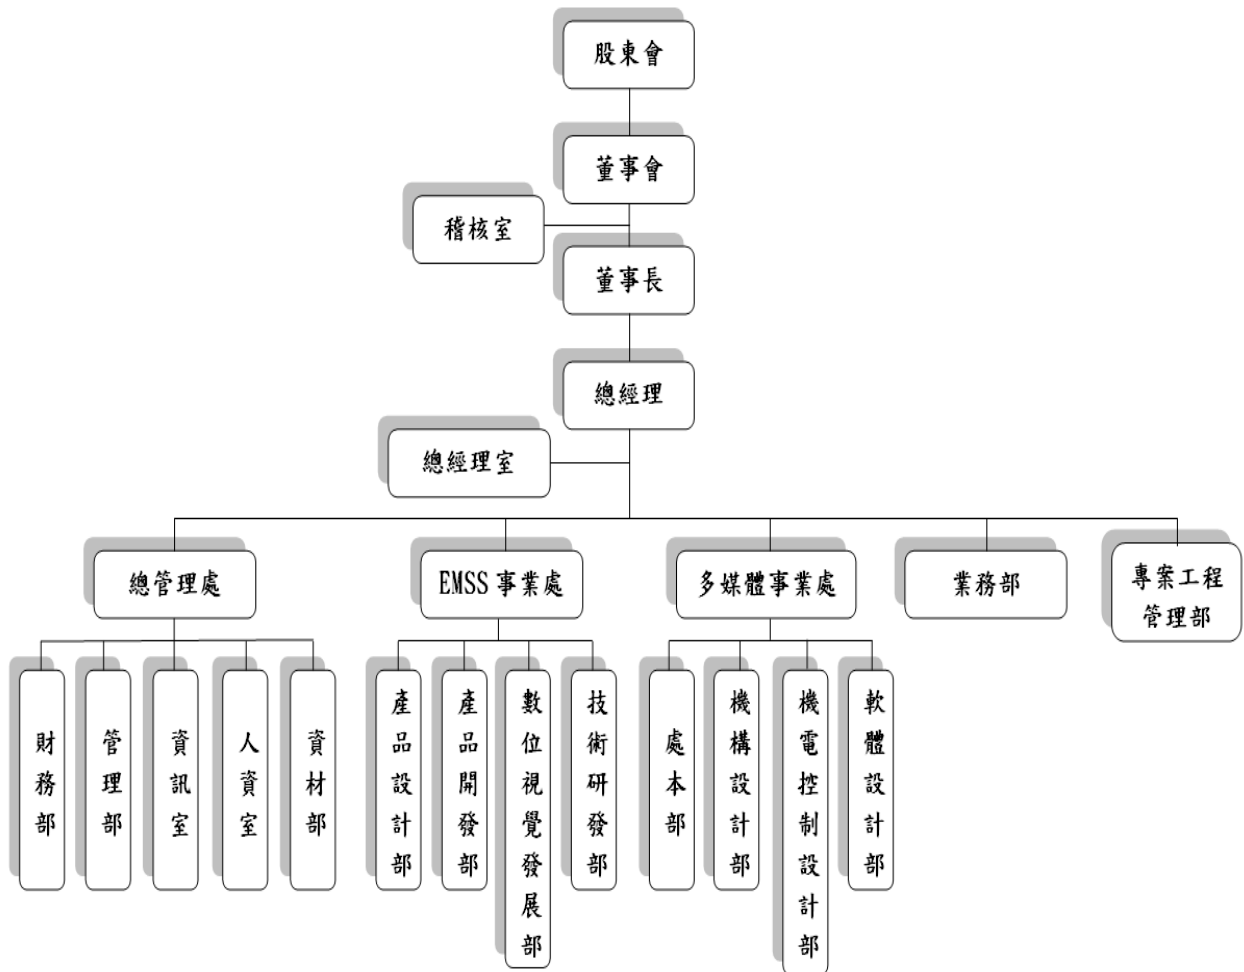 股東會
董事會
稽核室
董事長
總經理
總經理室
總管理處
EMSS 事業處
多媒體事業處
業務部
專案工程
管理部
財務部
管理部
資訊室
人資室
資材部
產品設計部
產品開發部
數位視覺發展部
技術研發部
處本部
機構設計部
機電控制設計部
軟體設計部